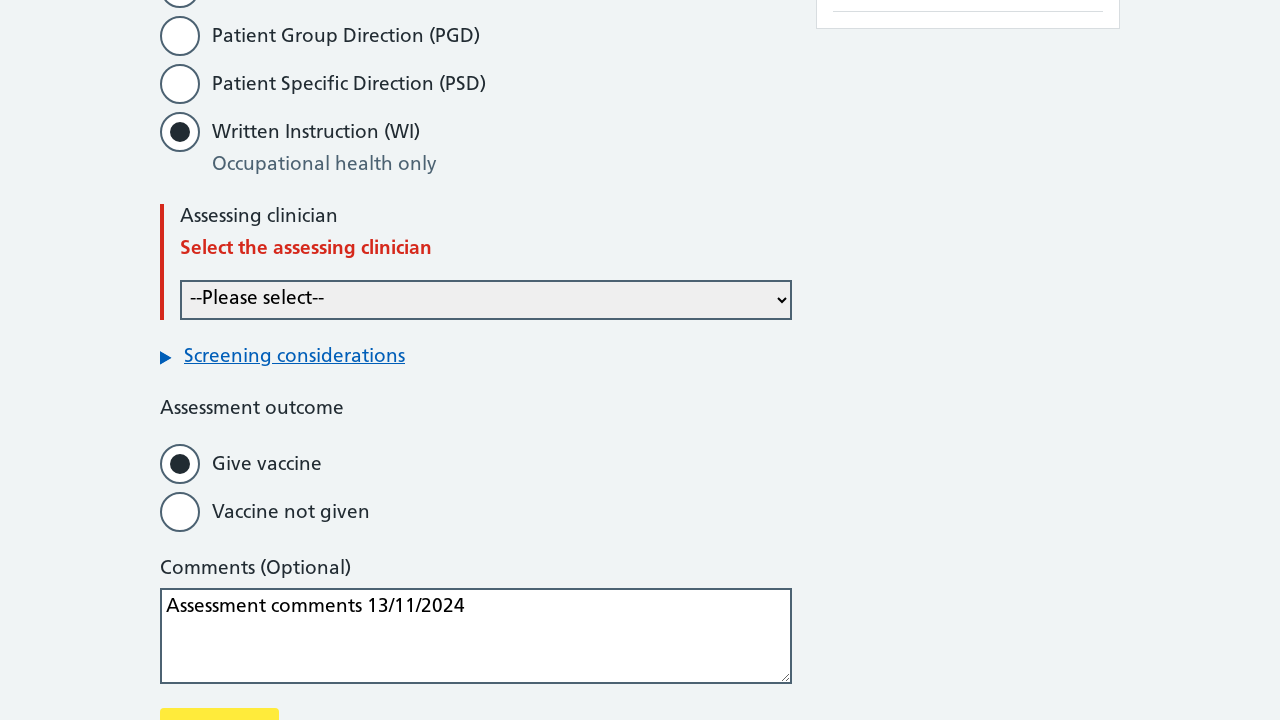 Patient Group Direction (PGD)
Patient Specific Direction (PSD)
Written Instruction (WI)
Occupational health only
Assessing clinician
Select the assessing clinician
--Please select--
Screening considerations
Assessment outcome
Give vaccine
Vaccine not given
Comments (Optional)
Assessment comments 13/11/2024